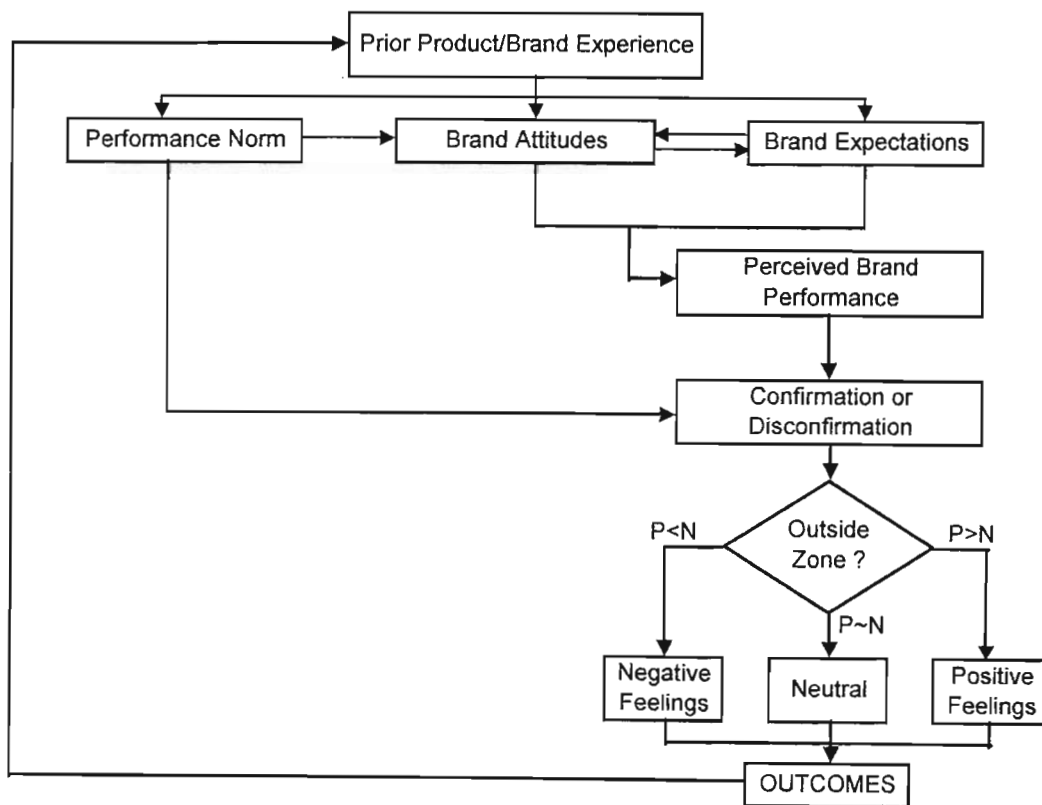 Prior Product/Brand Experience
Performance Norm
Brand Attitudes
Brand Expectations
Perceived Brand
Performance
Confirmation or
Disconfirmation
P<N
Outside
Zone ?
P>N
P~N
Negative
Feelings
Neutral
Positive
Feelings
OUTCOMES